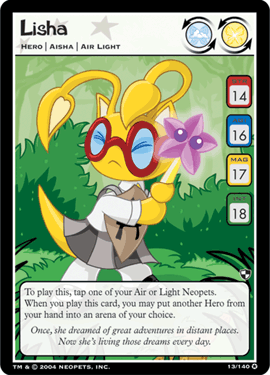 Lisha
HERO | AISHA | AIR LIGHT
14
16
MAG
17
INT
18
To play this, tap one of your Air or Light Neopets.
When you play this card, you may put another Hero from
your hand into an arena of your choice.
Once, she dreamed of great adventures in distant places.
Now she's living those dreams every day.
TM & © 2004 NEOPETS, INC.
13/140